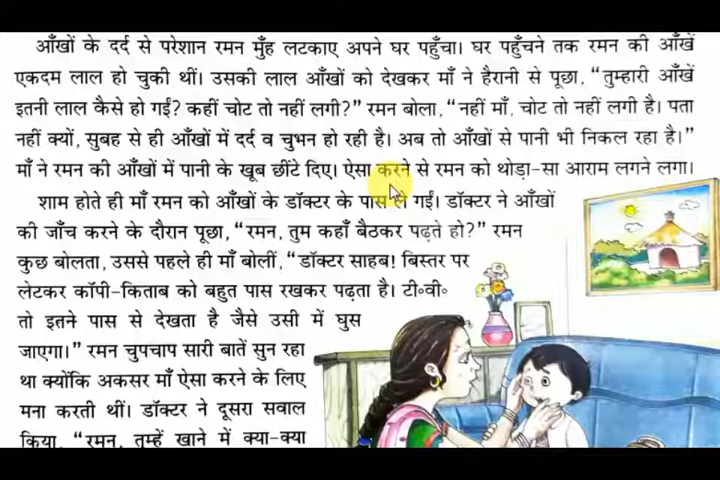 आँखों के दर्द से परेशान रमन मुँह लटकाए अपने घर पहुँचा। घर पहुँचने तक रमन की आँखें
एकदम लाल हो चुकी थीं। उसकी लाल आँखों को देखकर माँ ने हैरानी से पूछा, “तुम्हारी आँखें
इतनी लाल कैसे हो गईं? कहीं चोट तो नहीं लगी?” रमन बोला, “नहीं माँ, चोट तो नहीं लगी है। पता
नहीं क्यों, सुबह से ही आँखों में दर्द व चुभन हो रही है। अब तो आँखों से पानी भी निकल रहा है।”
माँ ने रमन की आँखों में पानी के खूब छींटे दिए। ऐसा करने से रमन को थोड़ा-सा आराम लगने लगा।
शाम होते ही माँ रमन को आँखों के डॉक्टर के पास ले गईं। डॉक्टर ने आँखों
की जाँच करने के दौरान पूछा, “रमन, तुम कहाँ बैठकर पढ़ते हो?” रमन
कुछ बोलता, उससे पहले ही माँ बोलीं, “डॉक्टर साहब! बिस्तर पर
लेटकर कॉपी-किताब को बहुत पास रखकर पढ़ता है। टी॰वी॰
तो इतने पास से देखता है जैसे उसी में घुस
जाएगा।” रमन चुपचाप सारी बातें सुन रहा
था क्योंकि अकसर माँ ऐसा करने के लिए
मना करती थीं। डॉक्टर ने दूसरा सवाल
किया, “रमन, तुम्हें खाने में क्या-क्या